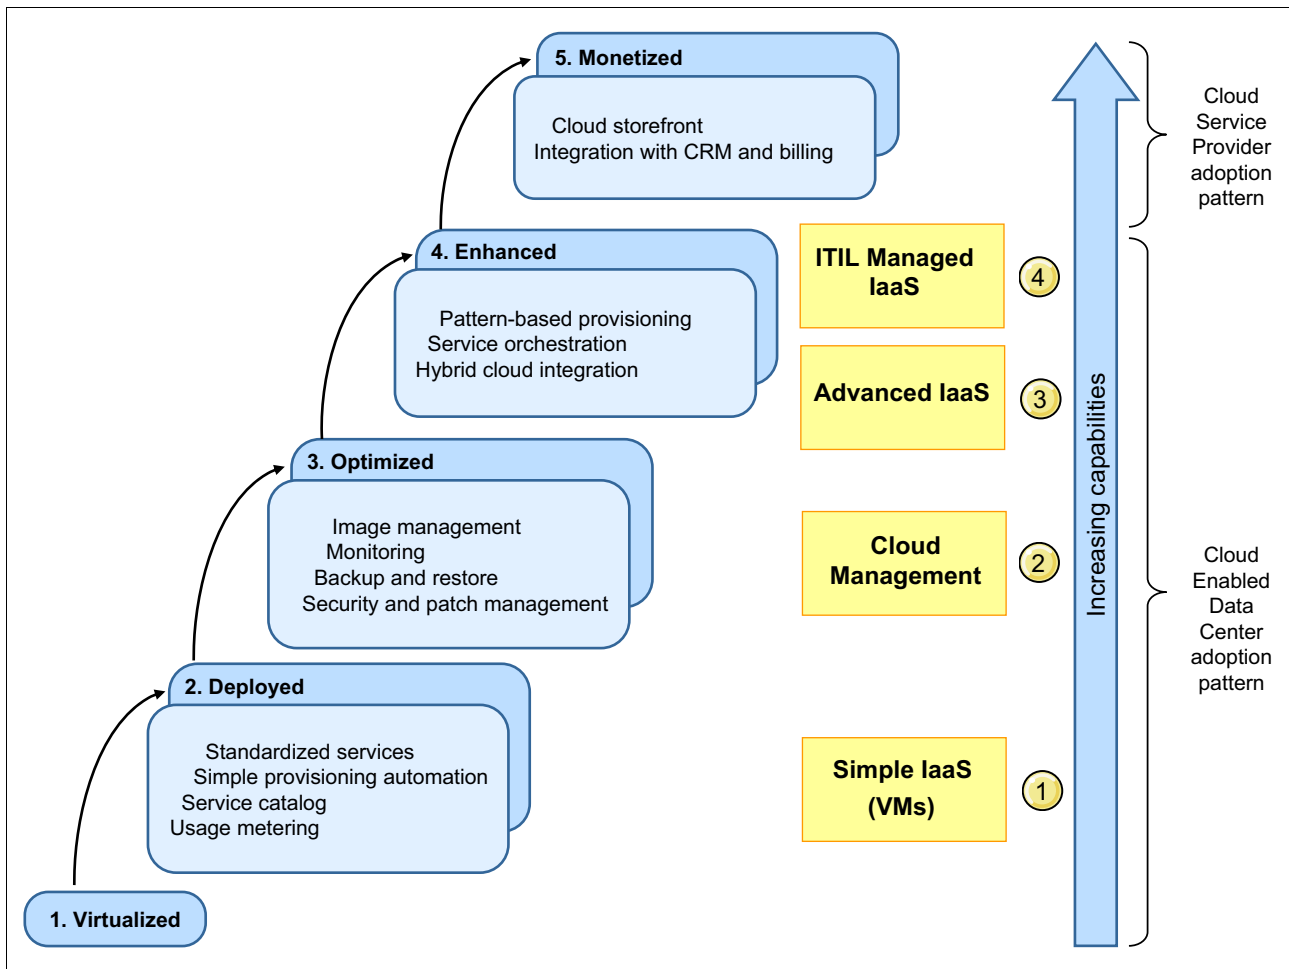 5. Monetized
Cloud storefront
Integration with CRM and billing
4. Enhanced
Pattern-based provisioning
Service orchestration
Hybrid cloud integration
3. Optimized
Image management
Monitoring
Backup and restore
Security and patch management
2. Deployed
Standardized services
Simple provisioning automation
Service catalog
Usage metering
1. Virtualized
ITIL Managed
IaaS
4
Advanced IaaS
3
Cloud
Management
2
Simple IaaS
(VMs)
1
Increasing capabilities
Cloud
Service
Provider
adoption
pattern
Cloud
Enabled
Data
Center
adoption
pattern